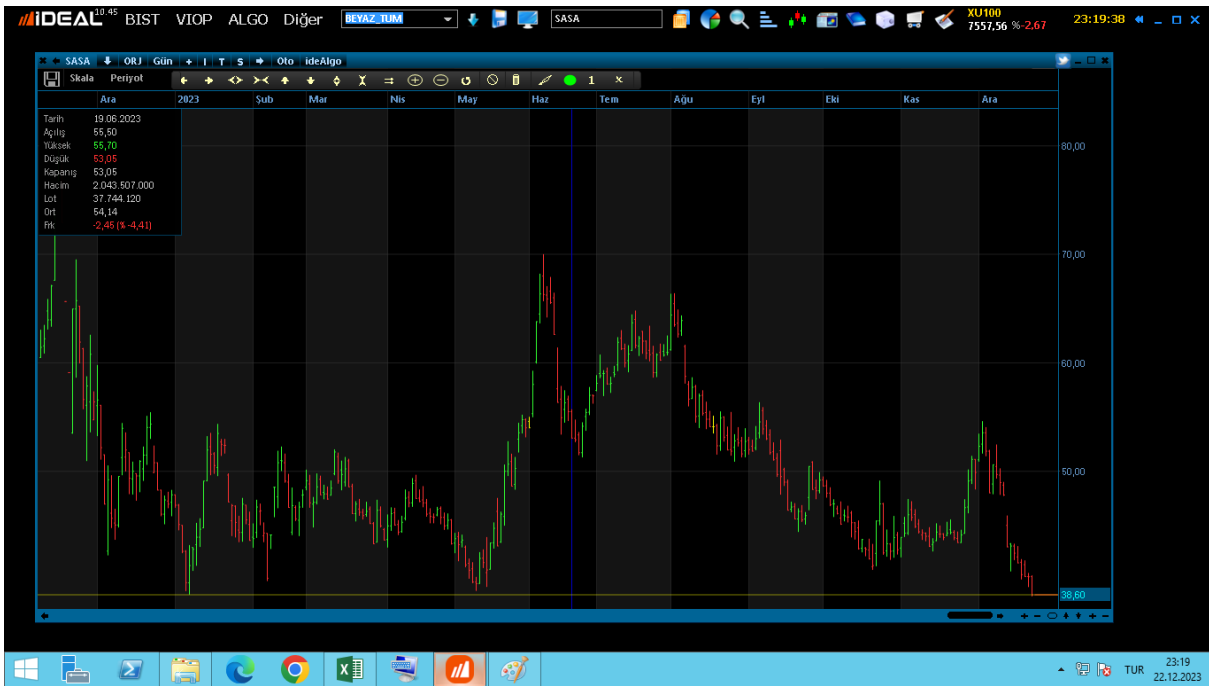 iDEAL 10.45 BIST VIOP ALGO Diğer BEYAZ_TUM SASA XU100 7557,56 %-2,67 23:19:38
SASA ORJ Gün + I T S Oto ideAlgo
Skala Periyot 1 x
Ara 2023 Şub Mar Nis May Haz Tem Ağu Eyl Eki Kas Ara
Tarih 19.06.2023
Açılış 55,50
Yüksek 55,70
Düşük 53,05
Kapanış 53,05
Hacim 2.043.507.000
Lot 37.744.120
Ort 54,14
Frk -2,45 (% -4,41)
80,00
70,00
60,00
50,00
38,60
TUR 23:19
22.12.2023